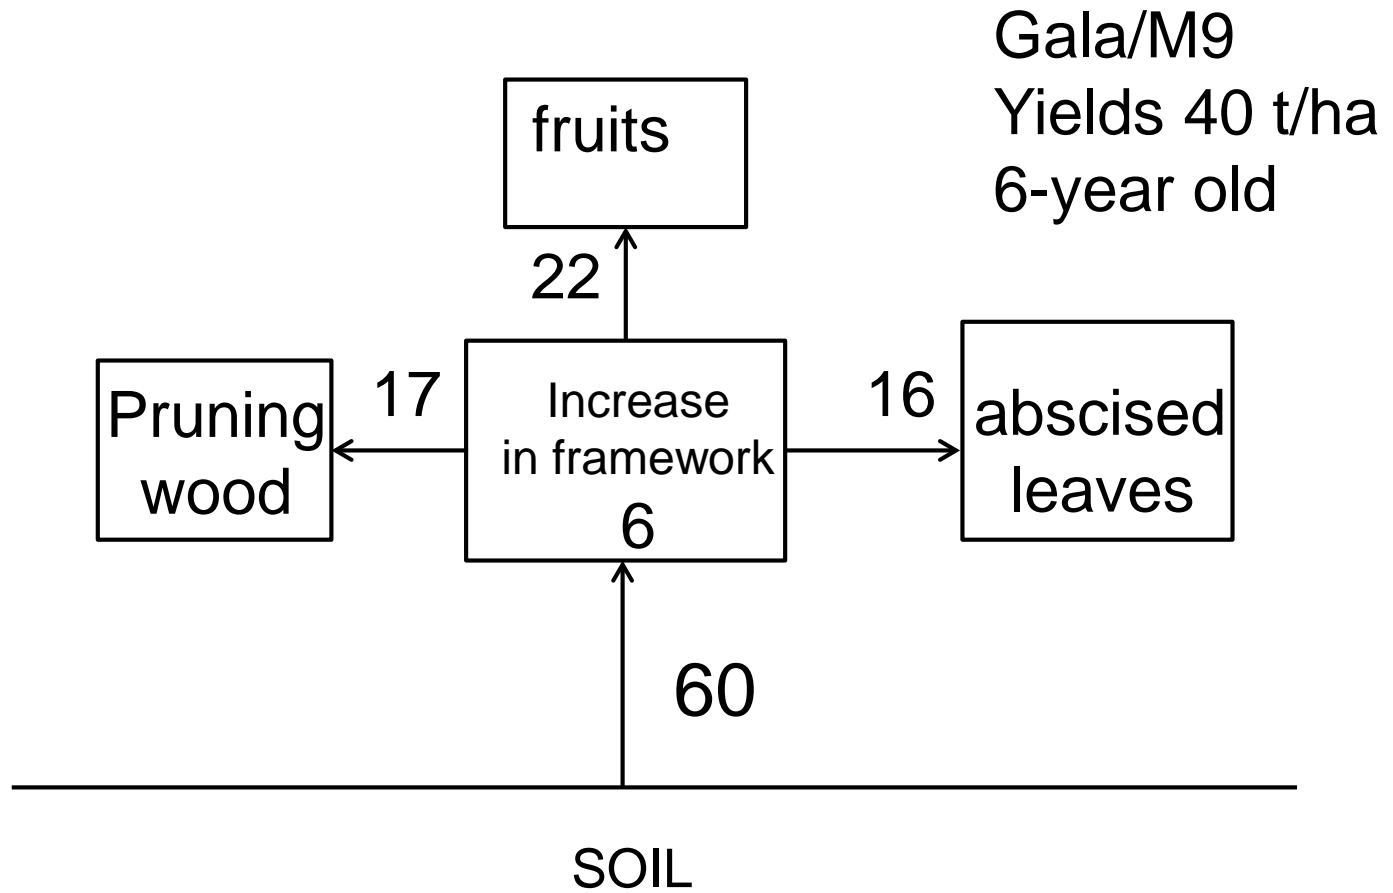 Gala/M9
Yields 40 t/ha
6-year old
fruits
22
Pruning
wood
17
Increase
in framework
6
16
abscised
leaves
60
SOIL